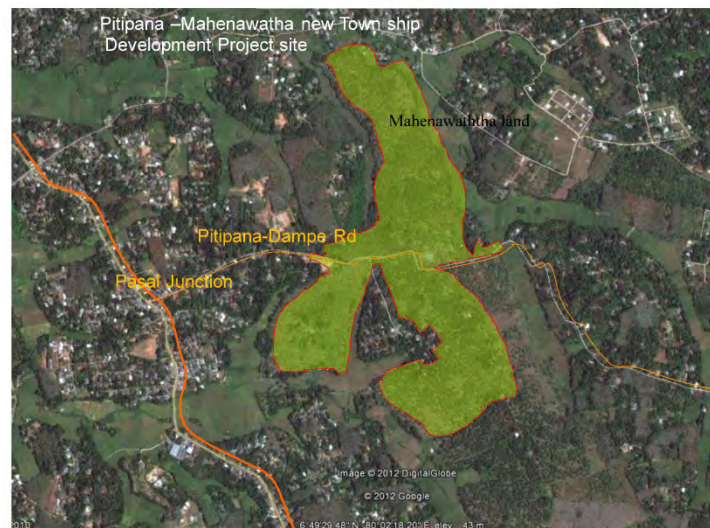 Pitipana –Mahenawatha new Town ship
Development Project site
Mahenawaththa land
Pitipana-Dampe Rd
Pasal Junction
Image © 2012 DigitalGlobe
© 2012 Google
2010
6°49'29.48" N 80°02'18.20" E elev 43 m